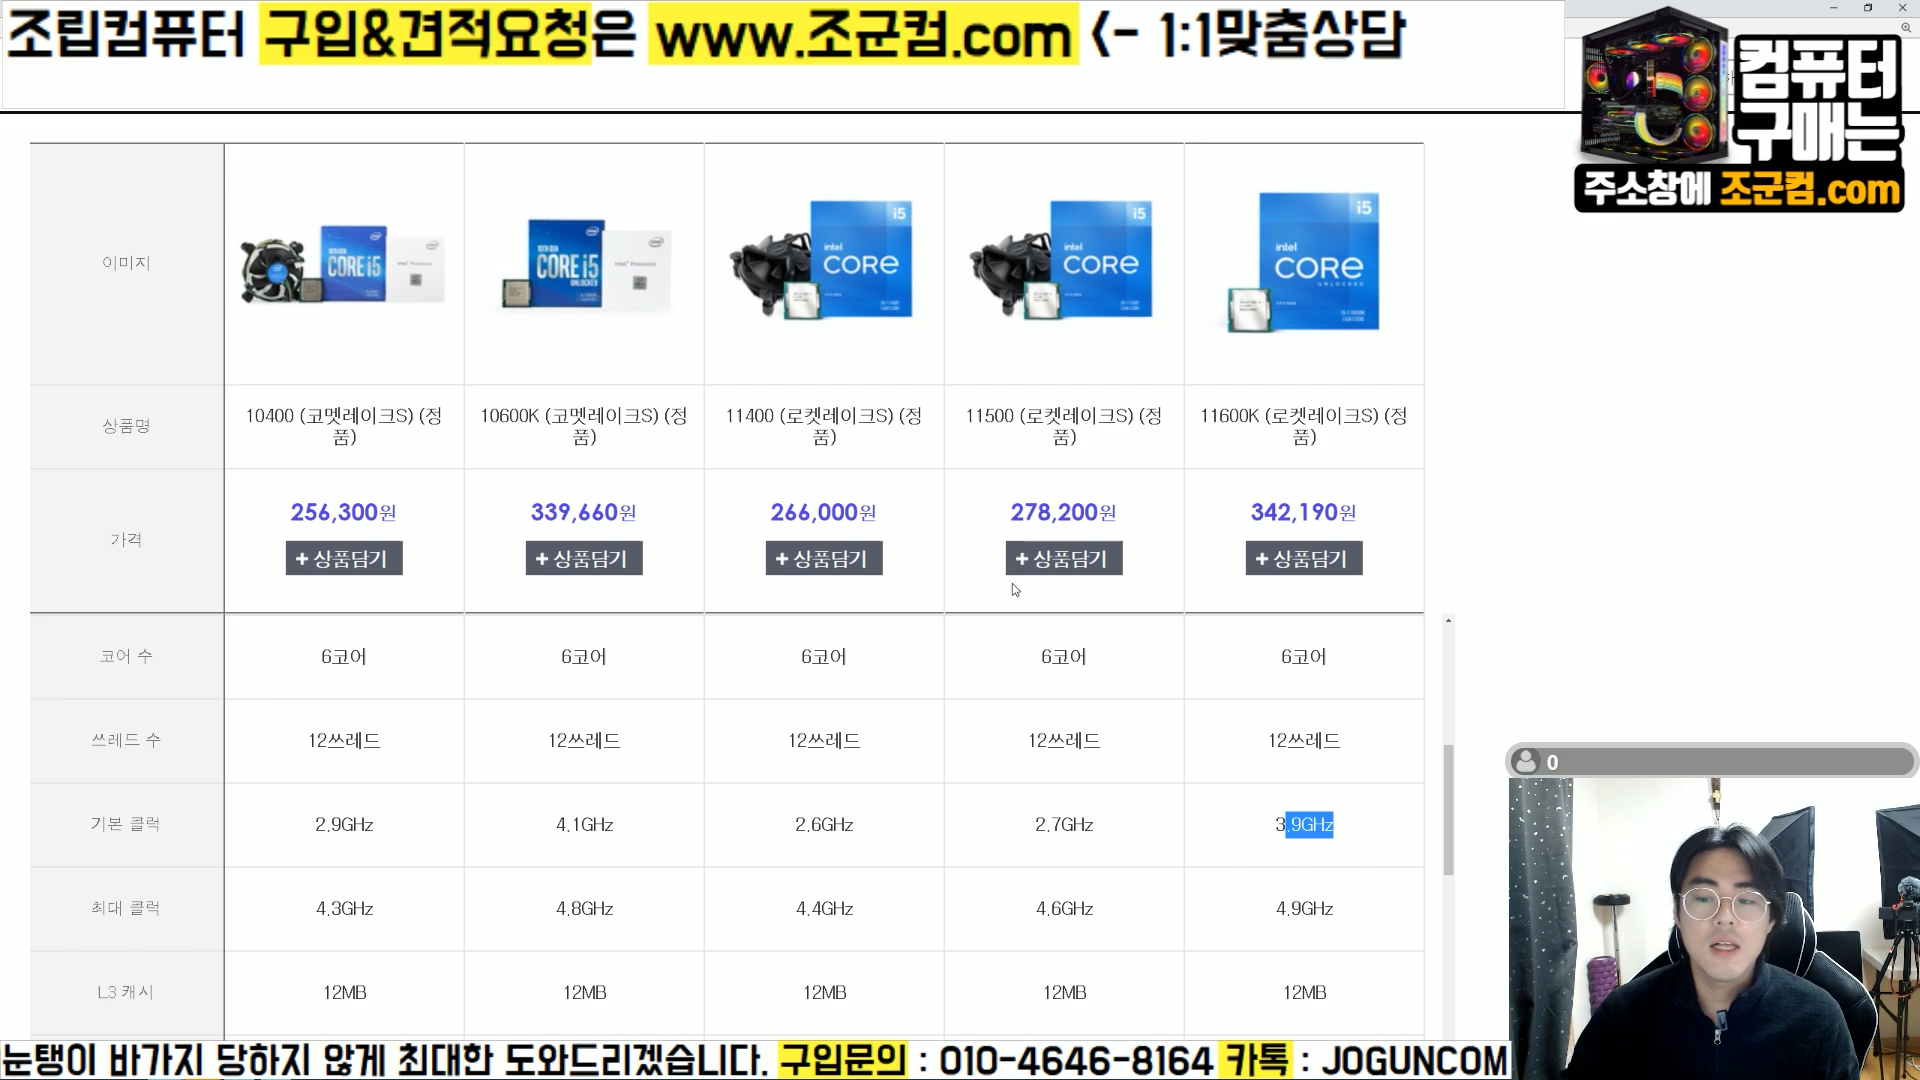 조립컴퓨터 구입&견적요청은 www.조군컴.com <- 1:1맞춤상담
컴퓨터
구매는
주소창에 조군컴.com
이미지
i5
i5
i5
intel
CORE i5
intel
CORE i5
UNLOCKED
intel
CORE
intel
CORE
intel
CORE
UNLOCKED
상품명
10400 (코멧레이크S) (정품)
10600K (코멧레이크S) (정품)
11400 (로켓레이크S) (정품)
11500 (로켓레이크S) (정품)
11600K (로켓레이크S) (정품)
가격
256,300원 339,660원 266,000원 278,200원 342,190원
+ 상품담기 + 상품담기 + 상품담기 + 상품담기 + 상품담기
코어 수 6코어 6코어 6코어 6코어 6코어
쓰레드 수 12쓰레드 12쓰레드 12쓰레드 12쓰레드 12쓰레드
기본 클럭 2.9GHz 4.1GHz 2.6GHz 2.7GHz 3.9GHz
최대 클럭 4.3GHz 4.8GHz 4.4GHz 4.6GHz 4.9GHz
L3 캐시 12MB 12MB 12MB 12MB 12MB
0
눈탱이 바가지 당하지 않게 최대한 도와드리겠습니다. 구입문의 : 010-4646-8164 카톡 : JOGUNCOM